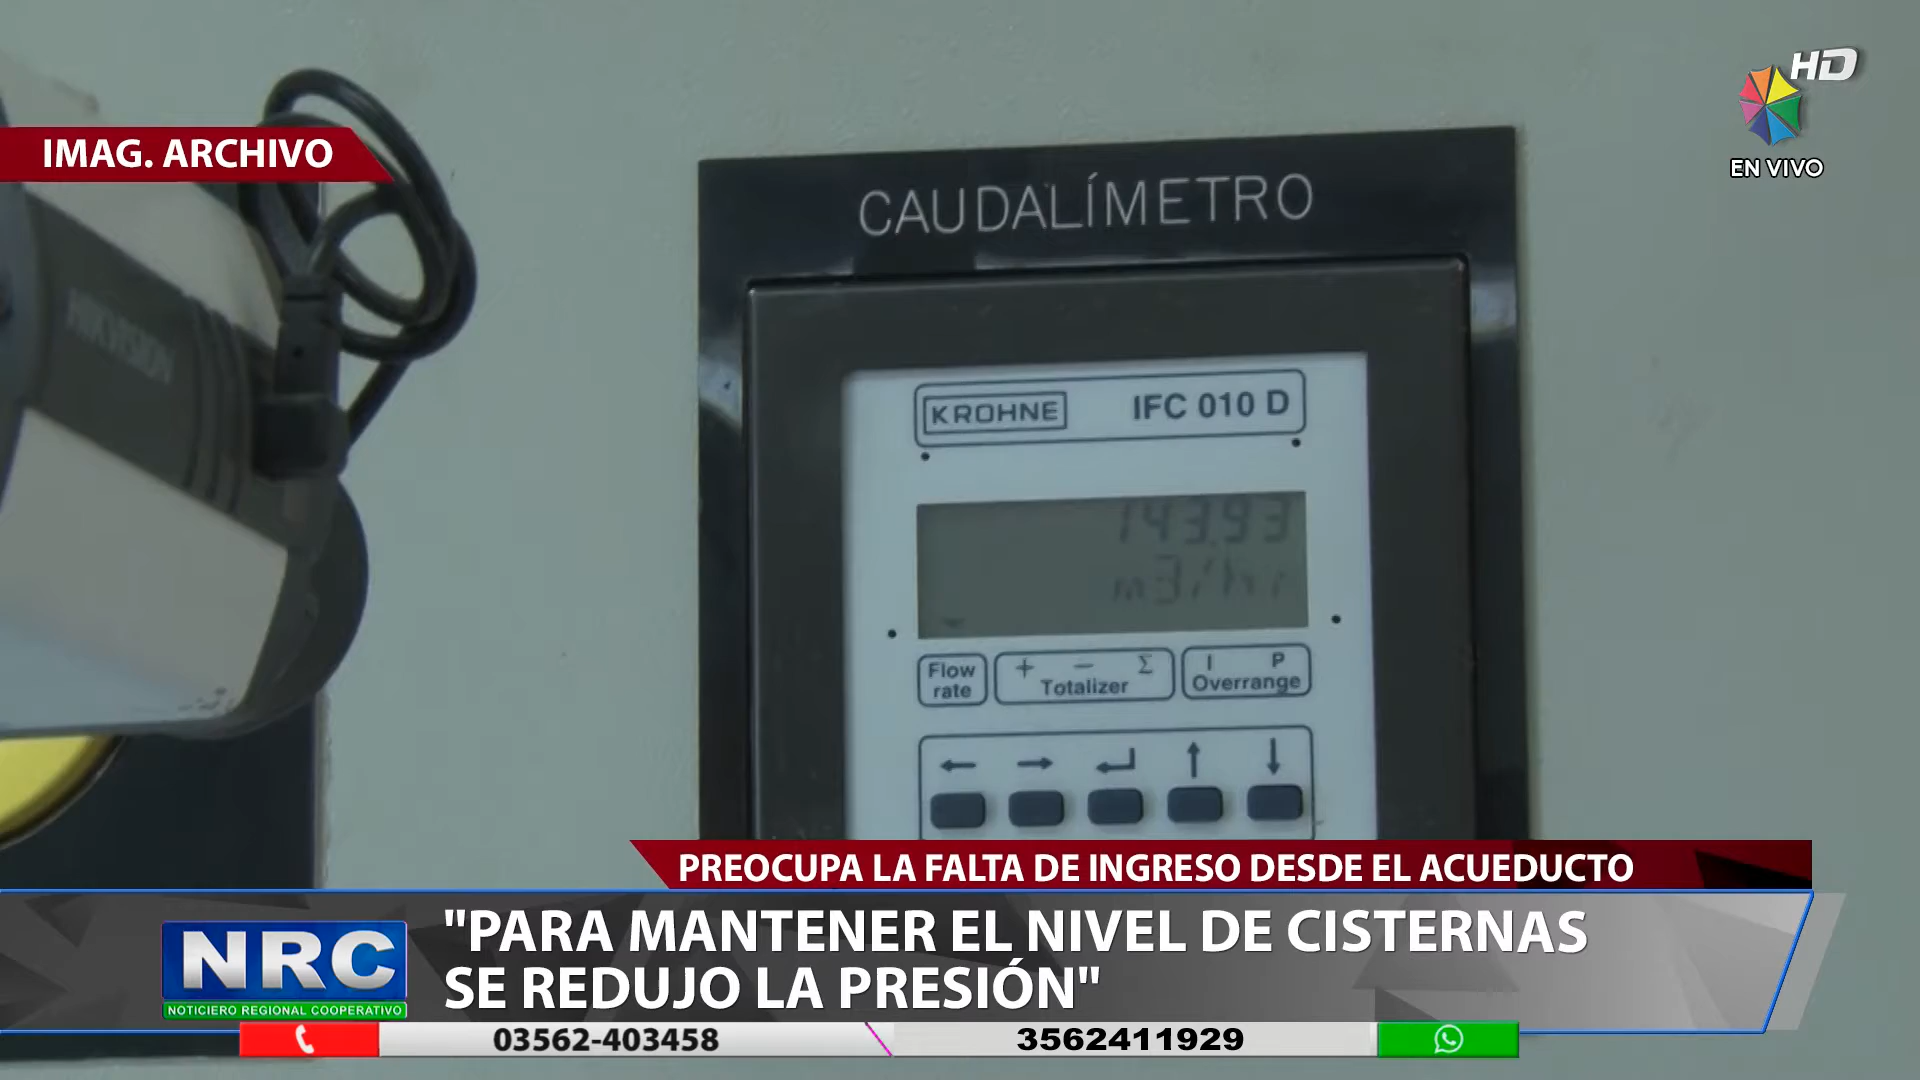 HD
EN VIVO
IMAG. ARCHIVO
CAUDALÍMETRO
HIKVISION
KROHNE IFC 010 D
143.93
m3/hr
Flow rate
+ - Σ
Totalizer
I P
Overrange
← → ↵ ↑ ↓
PREOCUPA LA FALTA DE INGRESO DESDE EL ACUEDUCTO
"PARA MANTENER EL NIVEL DE CISTERNAS
SE REDUJO LA PRESIÓN"
NRC
NOTICIERO REGIONAL COOPERATIVO
03562-403458
3562411929